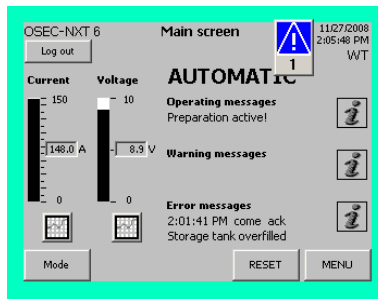 OSEC-NXT 6
Main screen
11/27/2008
2:05:48 PM
WT
Log out
1
AUTOMATIC
Current
Voltage
150
10
Operating messages
Preparation active!
148.0 A
8.9 V
Warning messages
0
0
Error messages
2:01:41 PM come ack
Storage tank overfilled
Mode
RESET
MENU